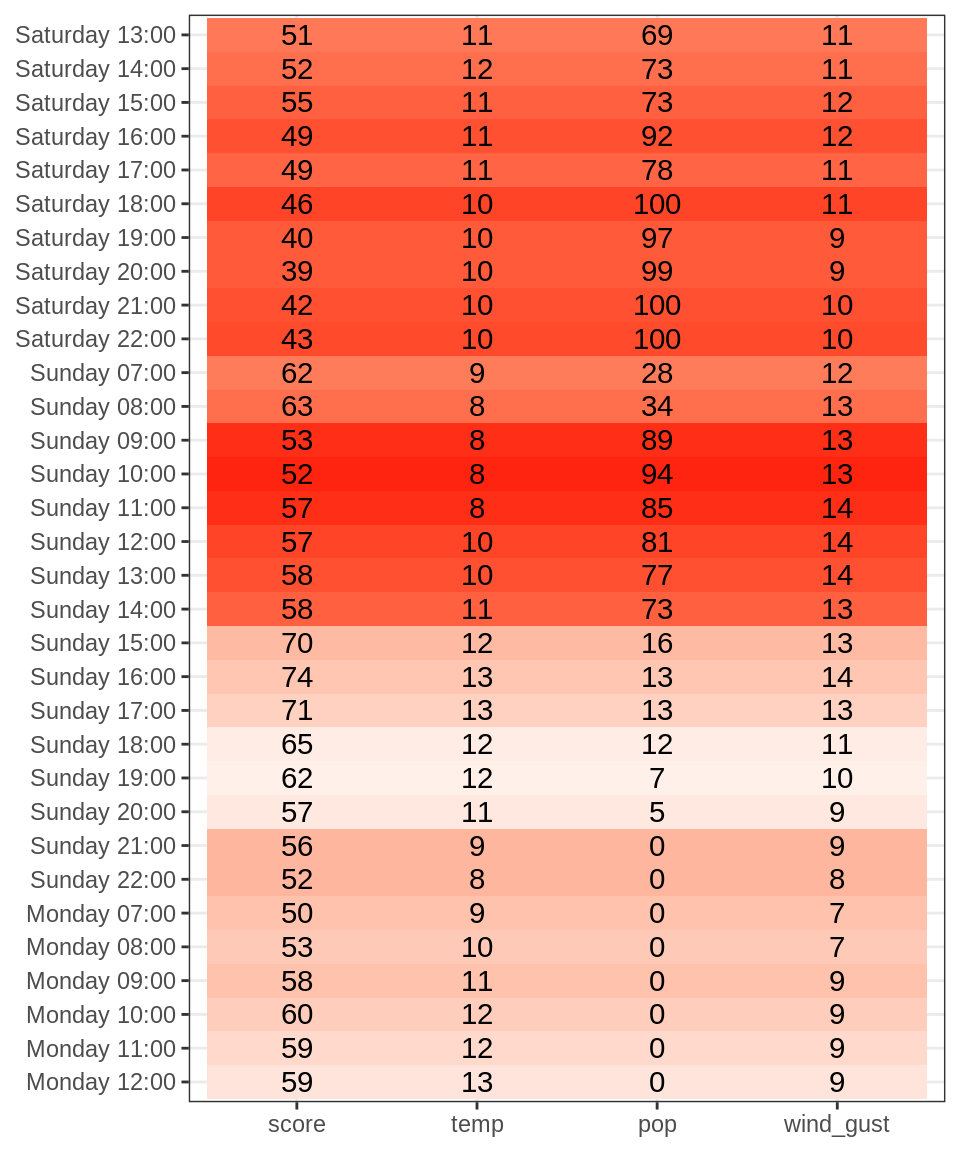 Saturday 13:00 51 11 69 11
Saturday 14:00 52 12 73 11
Saturday 15:00 55 11 73 12
Saturday 16:00 49 11 92 12
Saturday 17:00 49 11 78 11
Saturday 18:00 46 10 100 11
Saturday 19:00 40 10 97 9
Saturday 20:00 39 10 99 9
Saturday 21:00 42 10 100 10
Saturday 22:00 43 10 100 10
Sunday 07:00 62 9 28 12
Sunday 08:00 63 8 34 13
Sunday 09:00 53 8 89 13
Sunday 10:00 52 8 94 13
Sunday 11:00 57 8 85 14
Sunday 12:00 57 10 81 14
Sunday 13:00 58 10 77 14
Sunday 14:00 58 11 73 13
Sunday 15:00 70 12 16 13
Sunday 16:00 74 13 13 14
Sunday 17:00 71 13 13 13
Sunday 18:00 65 12 12 11
Sunday 19:00 62 12 7 10
Sunday 20:00 57 11 5 9
Sunday 21:00 56 9 0 9
Sunday 22:00 52 8 0 8
Monday 07:00 50 9 0 7
Monday 08:00 53 10 0 7
Monday 09:00 58 11 0 9
Monday 10:00 60 12 0 9
Monday 11:00 59 12 0 9
Monday 12:00 59 13 0 9
score temp pop wind_gust